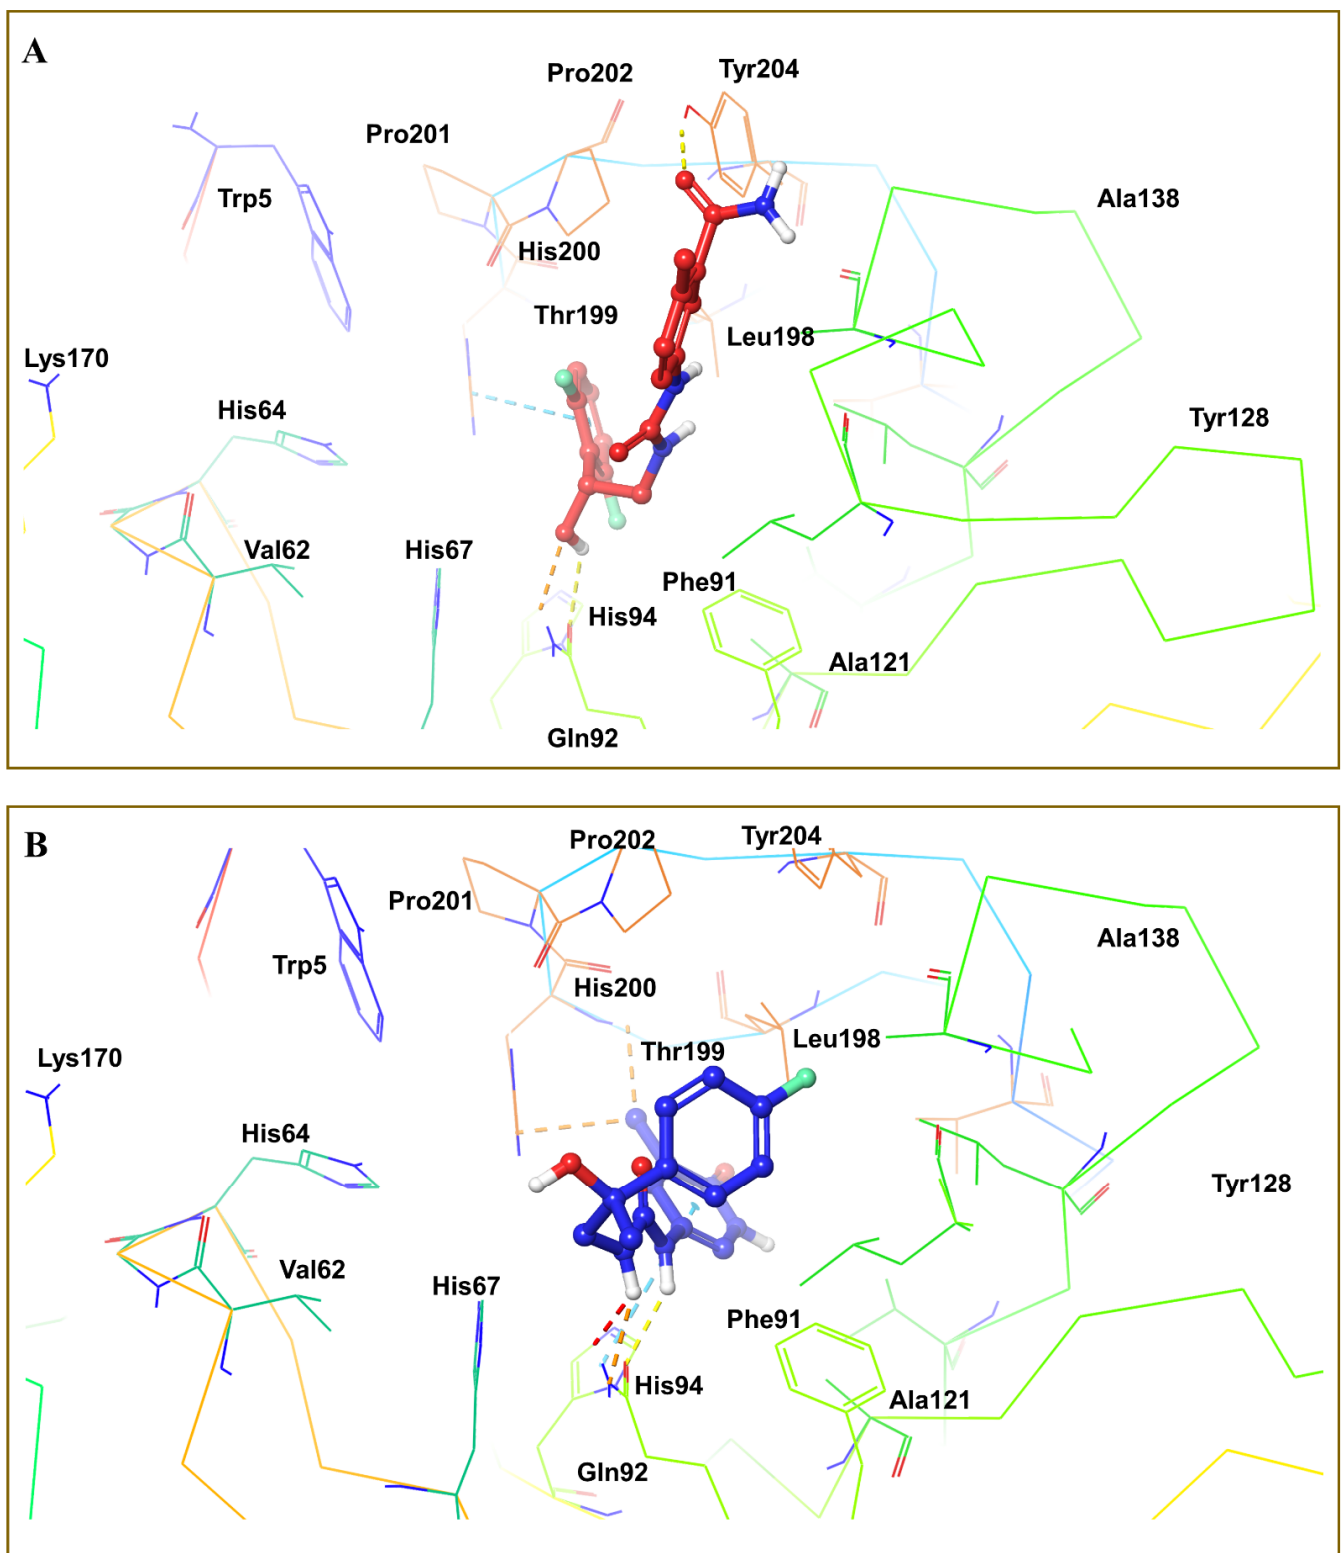 A
Pro202
Tyr204
Pro201
Trp5
Ala138
His200
Thr199
Leu198
Lys170
His64
Tyr128
Val62
His67
Phe91
His94
Ala121
Gln92
B
Pro202
Tyr204
Pro201
Ala138
Trp5
His200
Thr199
Leu198
Lys170
His64
Tyr128
Val62
His67
Phe91
His94
Ala121
Gln92